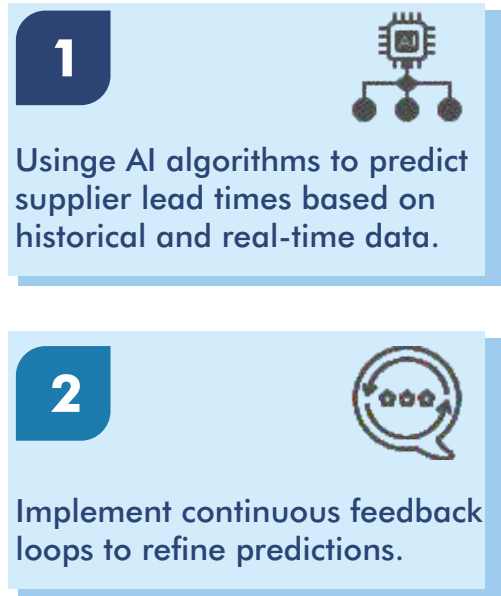 1
AI
Usinge AI algorithms to predict
supplier lead times based on
historical and real-time data.
2
Implement continuous feedback
loops to refine predictions.